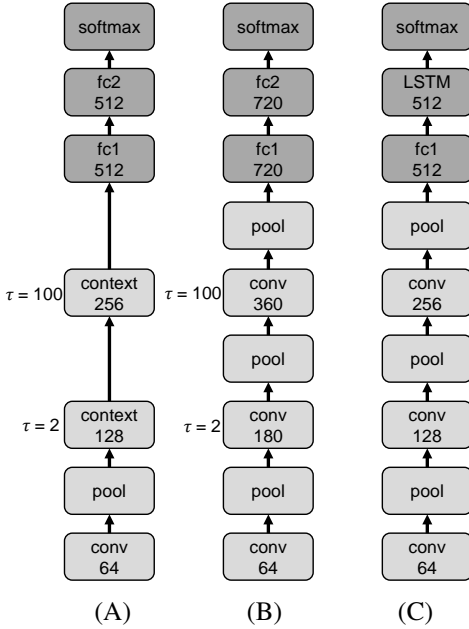 softmax
fc2
512
fc1
512
τ = 100
context
256
τ = 2
context
128
pool
conv
64
(A)
softmax
fc2
720
fc1
720
pool
τ = 100
conv
360
pool
τ = 2
conv
180
pool
conv
64
(B)
softmax
LSTM
512
fc1
512
pool
conv
256
pool
conv
128
pool
conv
64
(C)